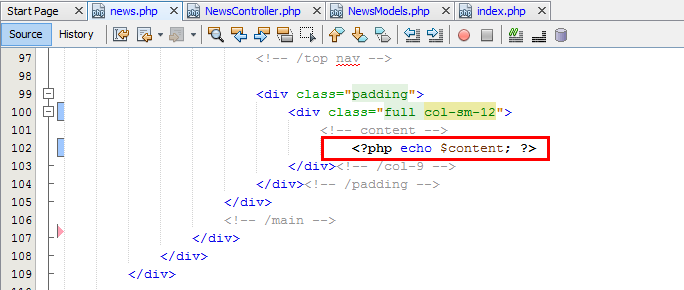 Start Page news.php NewsController.php NewsModels.php index.php
Source History
97 <!-- /top nav -->
98
99 <div class="padding">
100 <div class="full col-sm-12">
101 <!-- content -->
102 <?php echo $content; ?>
103 </div><!-- /col-9 -->
104 </div><!-- /padding -->
105 </div>
106 <!-- /main -->
107 </div>
108 </div>
109 </div>